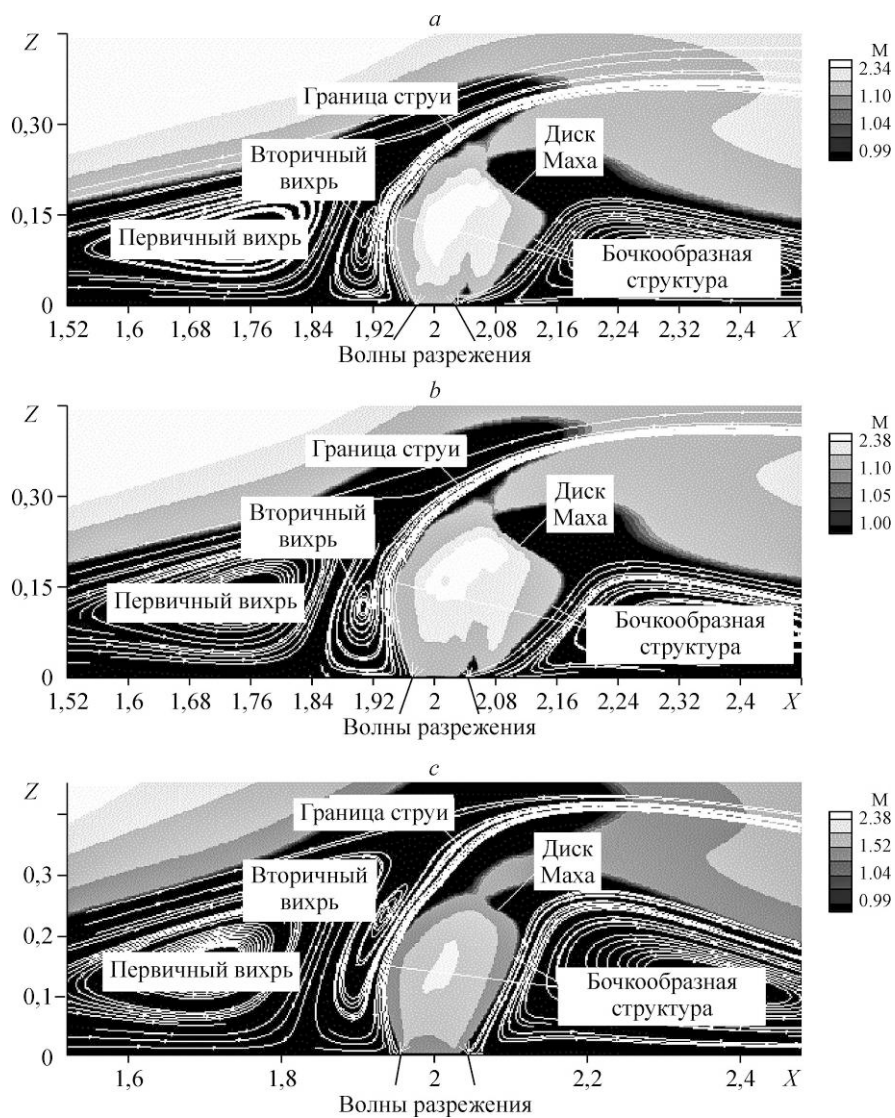 a
Z
M
2.34
1.10
1.04
0.99
Граница струи
Вторичный
вихрь
Диск
Маха
Первичный вихрь
Бочкообразная
структура
0,30
0,15
0
1,52 1,6 1,68 1,76 1,84 1,92 2 2,08 2,16 2,24 2,32 2,4 X
Волны разрежения
b
Z
M
2.38
1.10
1.05
1.00
Граница струи
Вторичный
вихрь
Диск
Маха
Первичный вихрь
Бочкообразная
структура
0,30
0,15
0
1,52 1,6 1,68 1,76 1,84 1,92 2 2,08 2,16 2,24 2,32 2,4 X
Волны разрежения
c
Z
M
2.38
1.52
1.04
0.99
Граница струи
Вторичный
вихрь
Диск
Маха
Первичный вихрь
Бочкообразная
структура
0,3
0,2
0,1
0
1,6 1,8 2 2,2 2,4 X
Волны разрежения